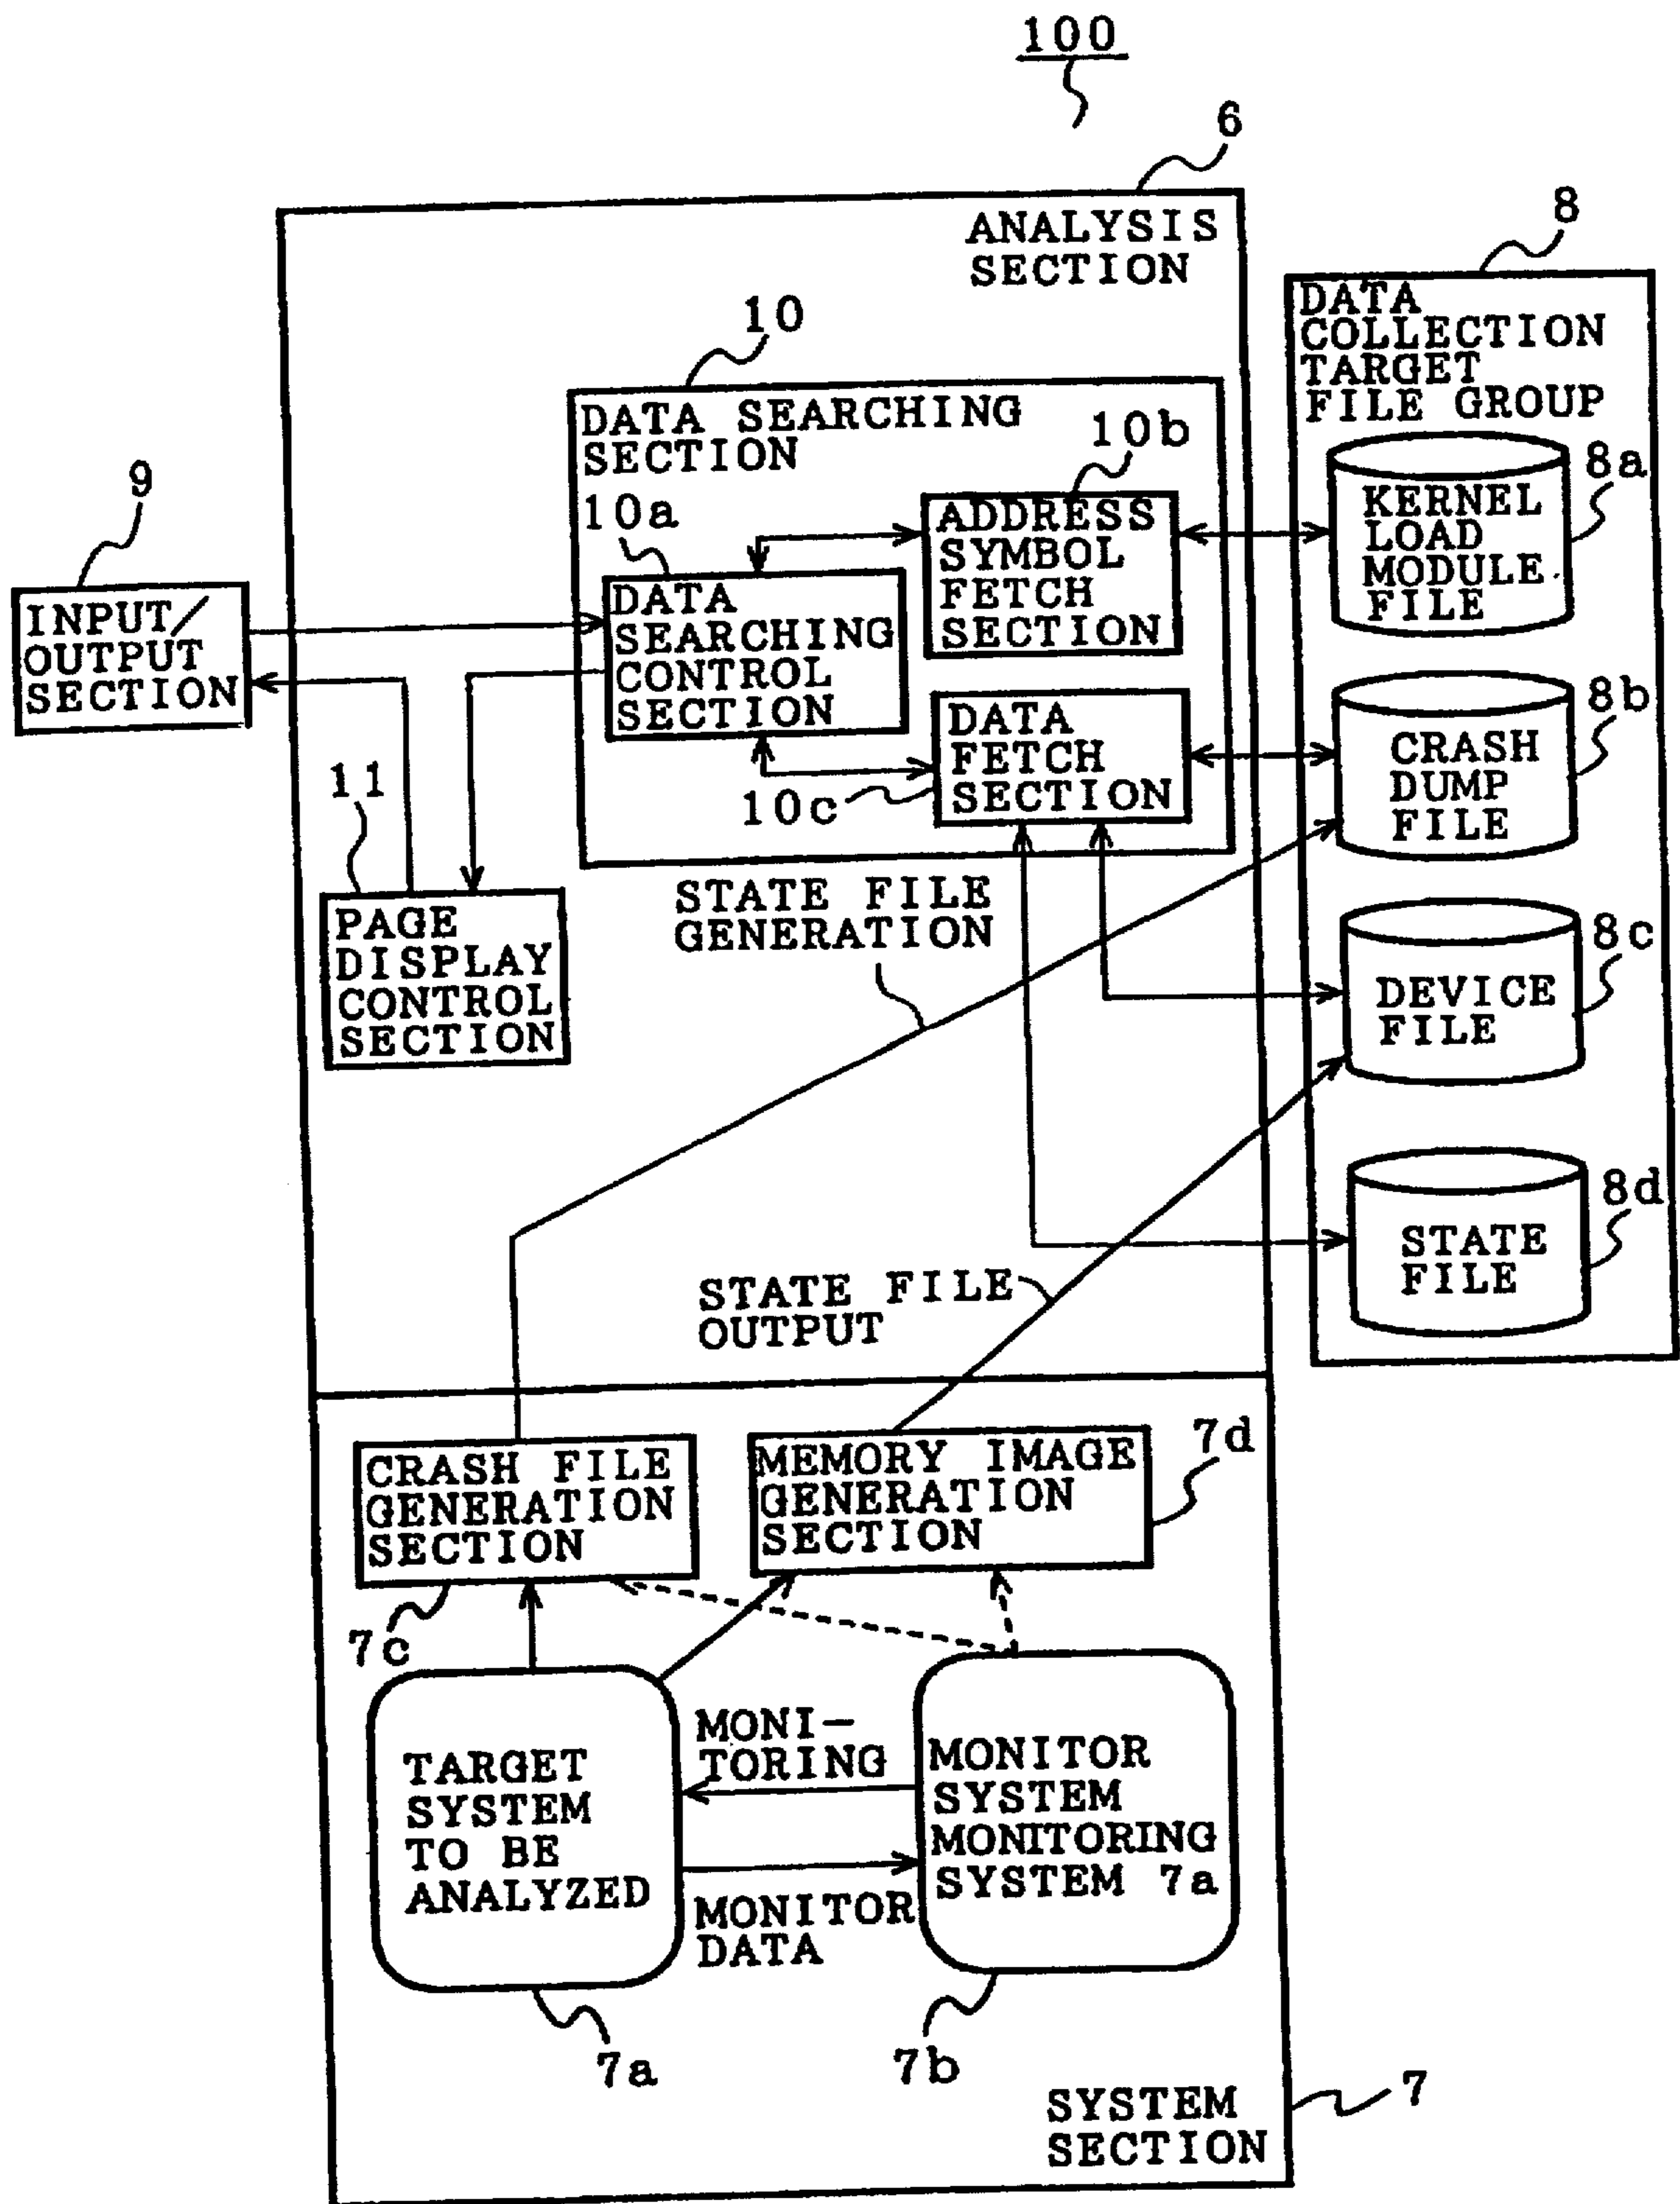 100
6
ANALYSIS
SECTION
8
DATA
COLLECTION
TARGET
FILE GROUP
10
DATA SEARCHING
SECTION
10b
10a
ADDRESS
SYMBOL
FETCH
SECTION
8a
KERNEL
LOAD
MODULE
FILE
9
INPUT/
OUTPUT
SECTION
DATA
SEARCHING
CONTROL
SECTION
DATA
FETCH
SECTION
10c
8b
CRASH
DUMP
FILE
11
PAGE
DISPLAY
CONTROL
SECTION
STATE FILE
GENERATION
8c
DEVICE
FILE
8d
STATE
FILE
STATE FILE
OUTPUT
CRASH FILE
GENERATION
SECTION
MEMORY IMAGE
GENERATION
SECTION
7d
7c
TARGET
SYSTEM
TO BE
ANALYZED
MONI-
TORING
MONITOR
SYSTEM
MONITORING
SYSTEM 7a
MONITOR
DATA
7a
7b
7
SYSTEM
SECTION